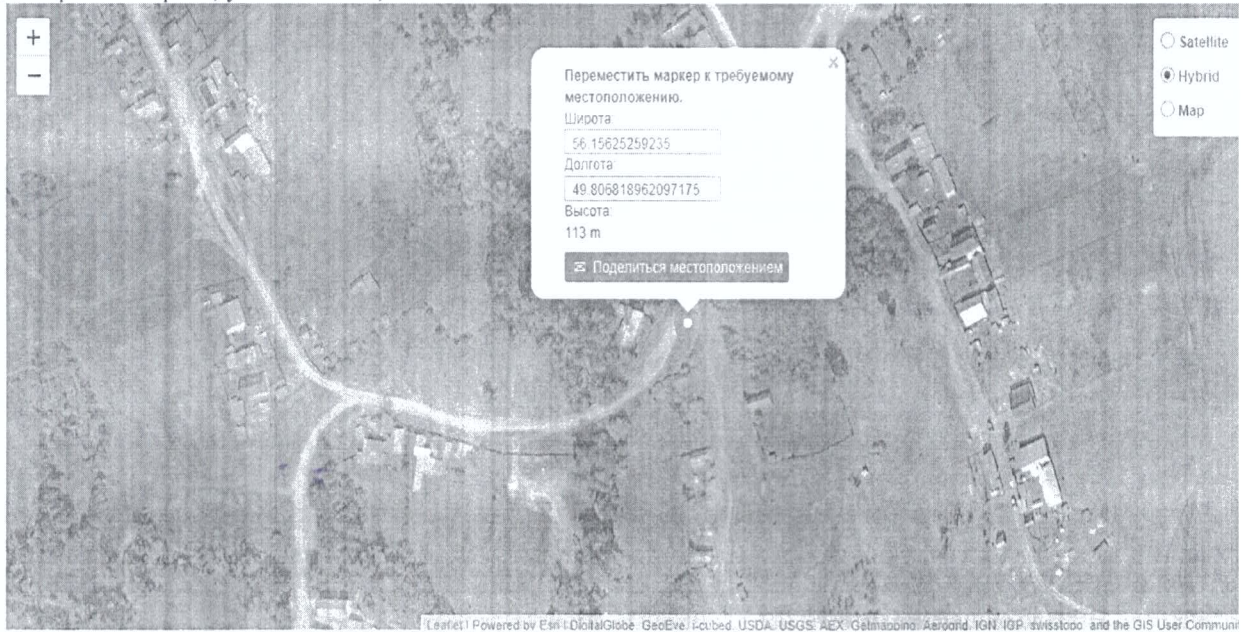 +
−
Переместить маркер к требуемому
местоположению.
Широта:
56.15625259235
Долгота:
49.806818962097175
Высота:
113 m
Поделиться местоположением
×
Satellite
Hybrid
Map
Leaflet | Powered by Esri | DigitalGlobe, GeoEye, i-cubed, USDA, USGS, AEX, Getmapping, Aerogrid, IGN, IGP, swisstopo, and the GIS User Communi